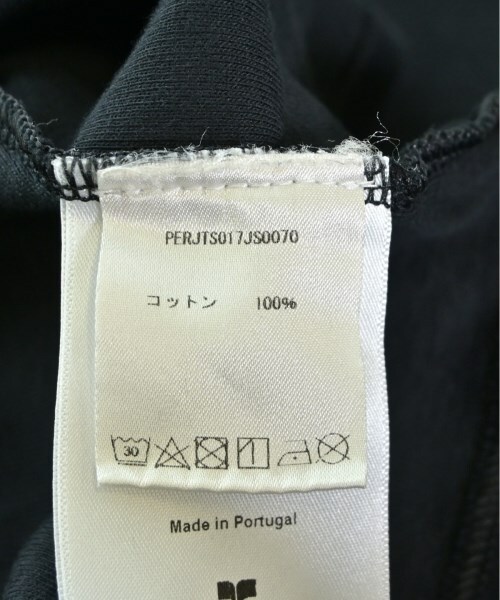 PERJTS017JS0070
コットン 100%
30
Made in Portugal